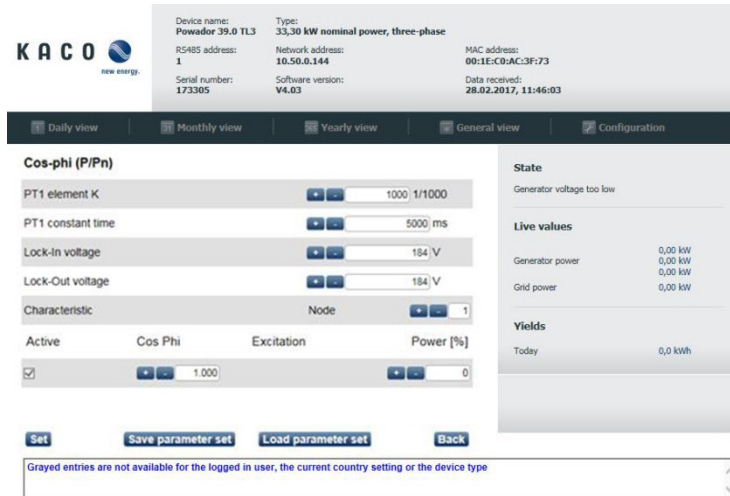 KACO
new energy.
Device name:
Powador 39.0 TL3
Type:
33,30 kW nominal power, three-phase
RS485 address:
1
Network address:
10.50.0.144
MAC address:
00:1E:C0:AC:3F:73
Serial number:
173305
Software version:
V4.03
Data received:
28.02.2017, 11:46:03
1 Daily view
31 Monthly view
365 Yearly view
General view
Configuration
Cos-phi (P/Pn)
PT1 element K + - 1000 1/1000
PT1 constant time + - 5000 ms
Lock-In voltage + - 184 V
Lock-Out voltage + - 184 V
Characteristic Node + - 1
Active Cos Phi Excitation Power [%]
+ - 1.000 + - 0
Set Save parameter set Load parameter set Back
Grayed entries are not available for the logged in user, the current country setting or the device type
State
Generator voltage too low
Live values
Generator power
0,00 kW
0,00 kW
0,00 kW
Grid power 0,00 kW
Yields
Today 0,0 kWh